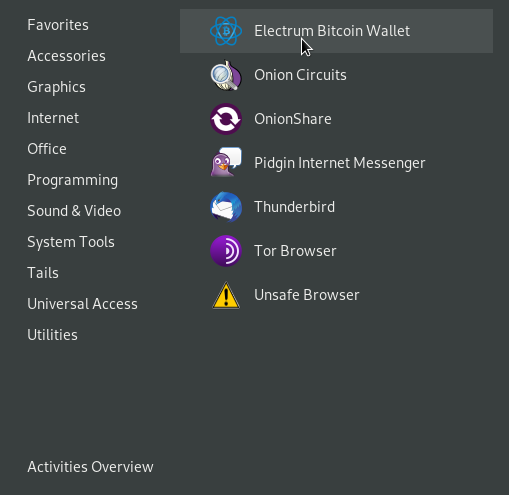 Favorites
Accessories
Graphics
Internet
Office
Programming
Sound & Video
System Tools
Tails
Universal Access
Utilities
Activities Overview
Electrum Bitcoin Wallet
Onion Circuits
OnionShare
Pidgin Internet Messenger
Thunderbird
Tor Browser
Unsafe Browser